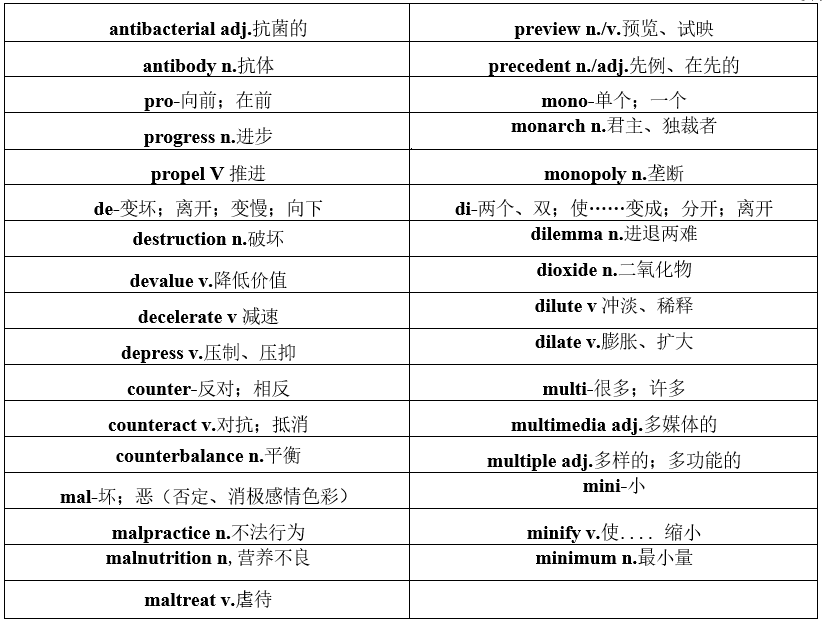 antibacterial adj.抗菌的 preview n./v.预览、试映
antibody n.抗体 precedent n./adj.先例、在先的
pro-向前；在前 mono-单个；一个
progress n.进步 monarch n.君主、独裁者
propel V 推进 monopoly n.垄断
de-变坏；离开；变慢；向下 di-两个、双；使……变成；分开；离开
destruction n.破坏 dilemma n.进退两难
devalue v.降低价值 dioxide n.二氧化物
decelerate v 减速 dilute v 冲淡、稀释
depress v.压制、压抑 dilate v.膨胀、扩大
counter-反对；相反 multi-很多；许多
counteract v.对抗；抵消 multimedia adj.多媒体的
counterbalance n.平衡 multiple adj.多样的；多功能的
mal-坏；恶（否定、消极感情色彩） mini-小
malpractice n.不法行为 minify v.使.... 缩小
malnutrition n,营养不良 minimum n.最小量
maltreat v.虐待